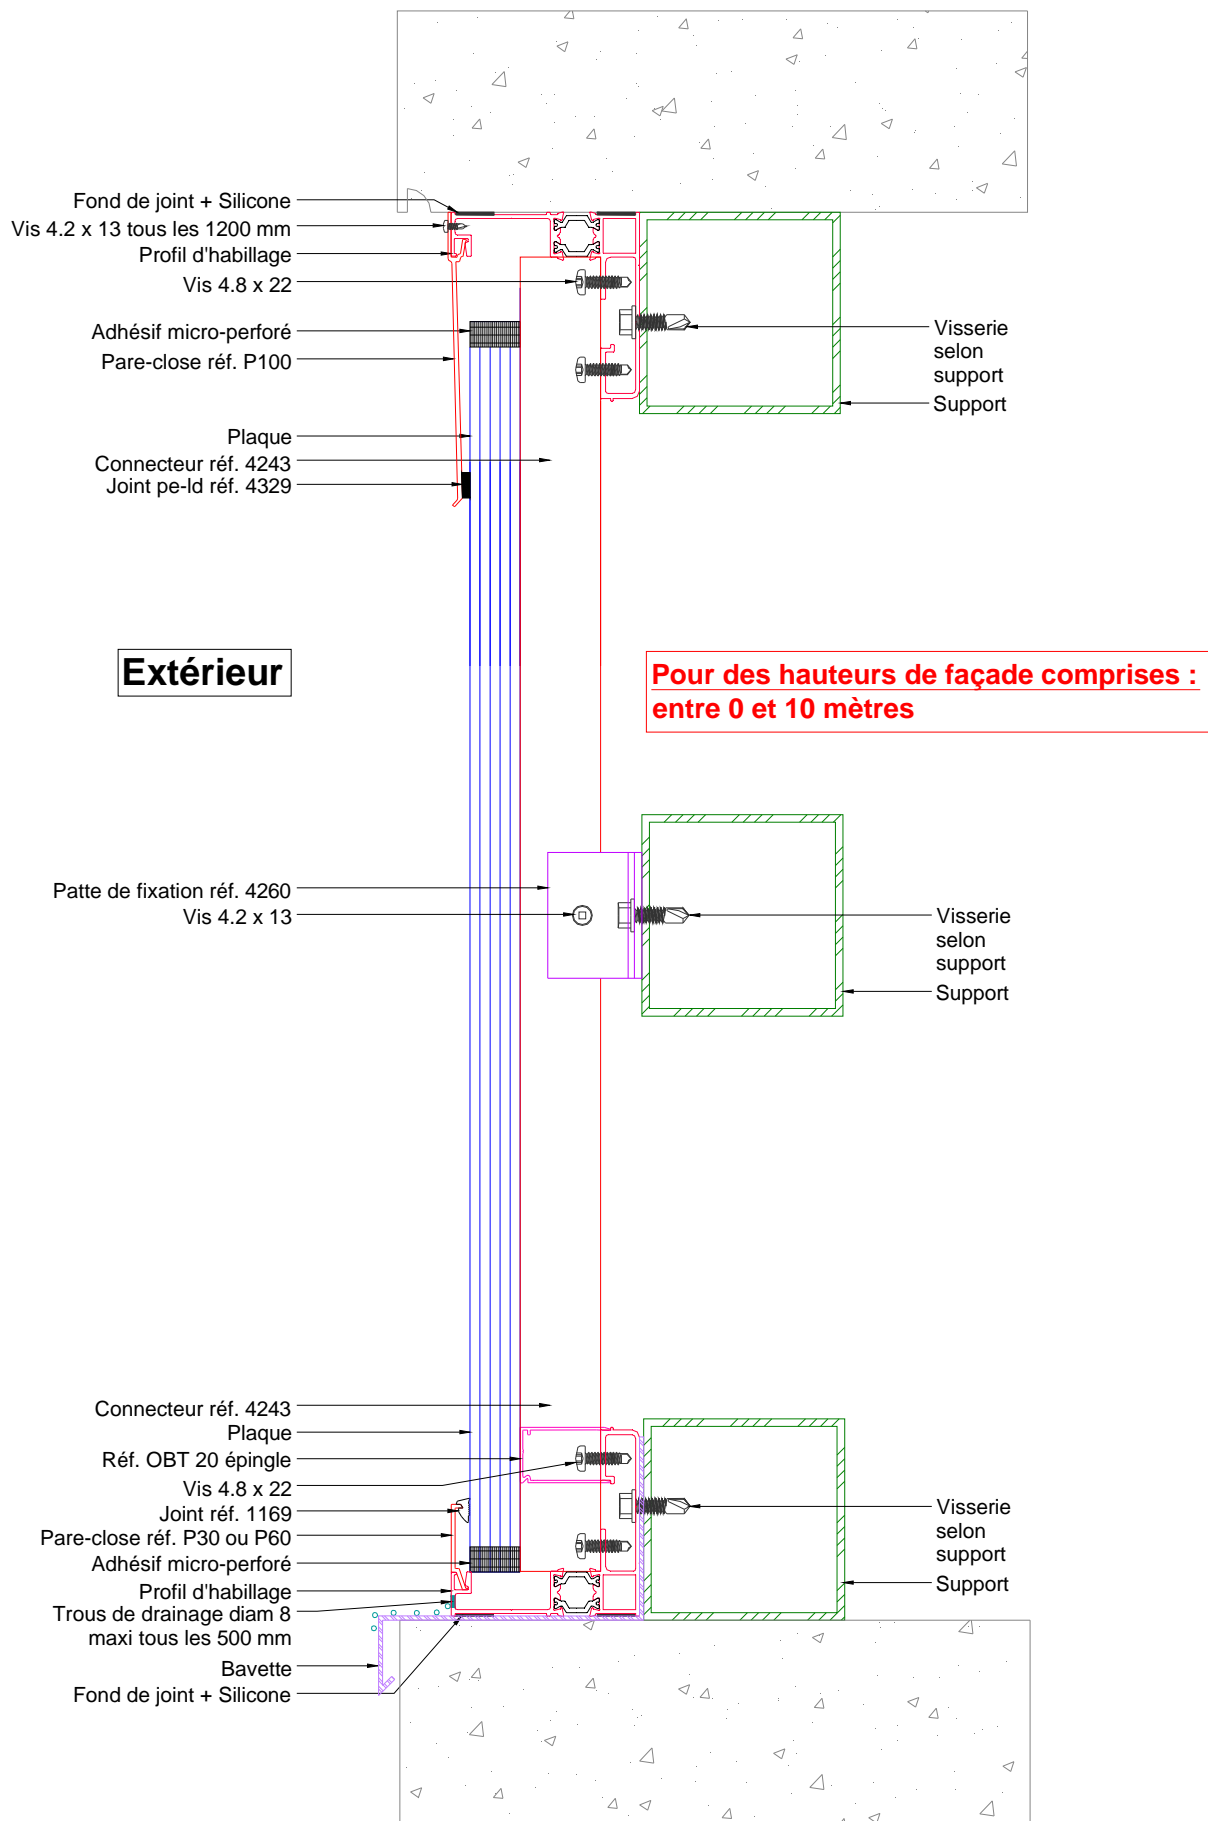 Fond de joint + Silicone
Vis 4.2 x 13 tous les 1200 mm
Profil d'habillage
Vis 4.8 x 22
Adhésif micro-perforé
Pare-close réf. P100
Visserie
selon
support
Support
Plaque
Connecteur réf. 4243
Joint pe-ld réf. 4329
Extérieur
Pour des hauteurs de façade comprises :
entre 0 et 10 mètres
Patte de fixation réf. 4260
Vis 4.2 x 13
Visserie
selon
support
Support
Connecteur réf. 4243
Plaque
Réf. OBT 20 épingle
Vis 4.8 x 22
Joint réf. 1169
Pare-close réf. P30 ou P60
Adhésif micro-perforé
Profil d'habillage
Trous de drainage diam 8
maxi tous les 500 mm
Bavette
Fond de joint + Silicone
Visserie
selon
support
Support